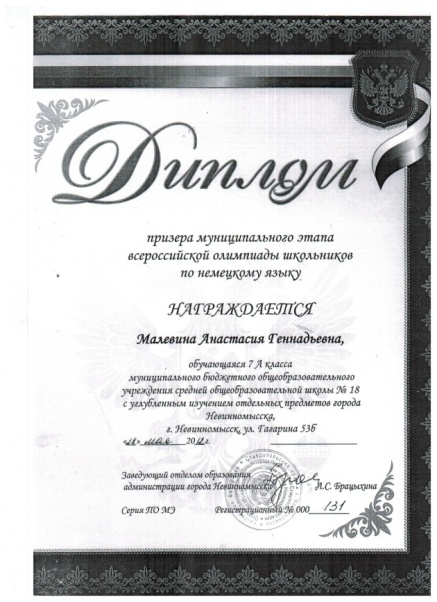 Диплом
призера муниципального этапа
всероссийской олимпиады школьников
по немецкому языку
НАГРАЖДАЕТСЯ
Малевина Анастасия Геннадьевна,
обучающаяся 7 А класса
муниципального бюджетного общеобразовательного
учреждения средней общеобразовательной школы № 18
с углубленным изучением отдельных предметов города
Невинномысска,
г. Невинномысск, ул. Гагарина 53б
мая
Заведующий отделом образования
администрации города Невинномысска Л.С. Брацыхина
Серия ПО МЭ Регистрационный № 000 131